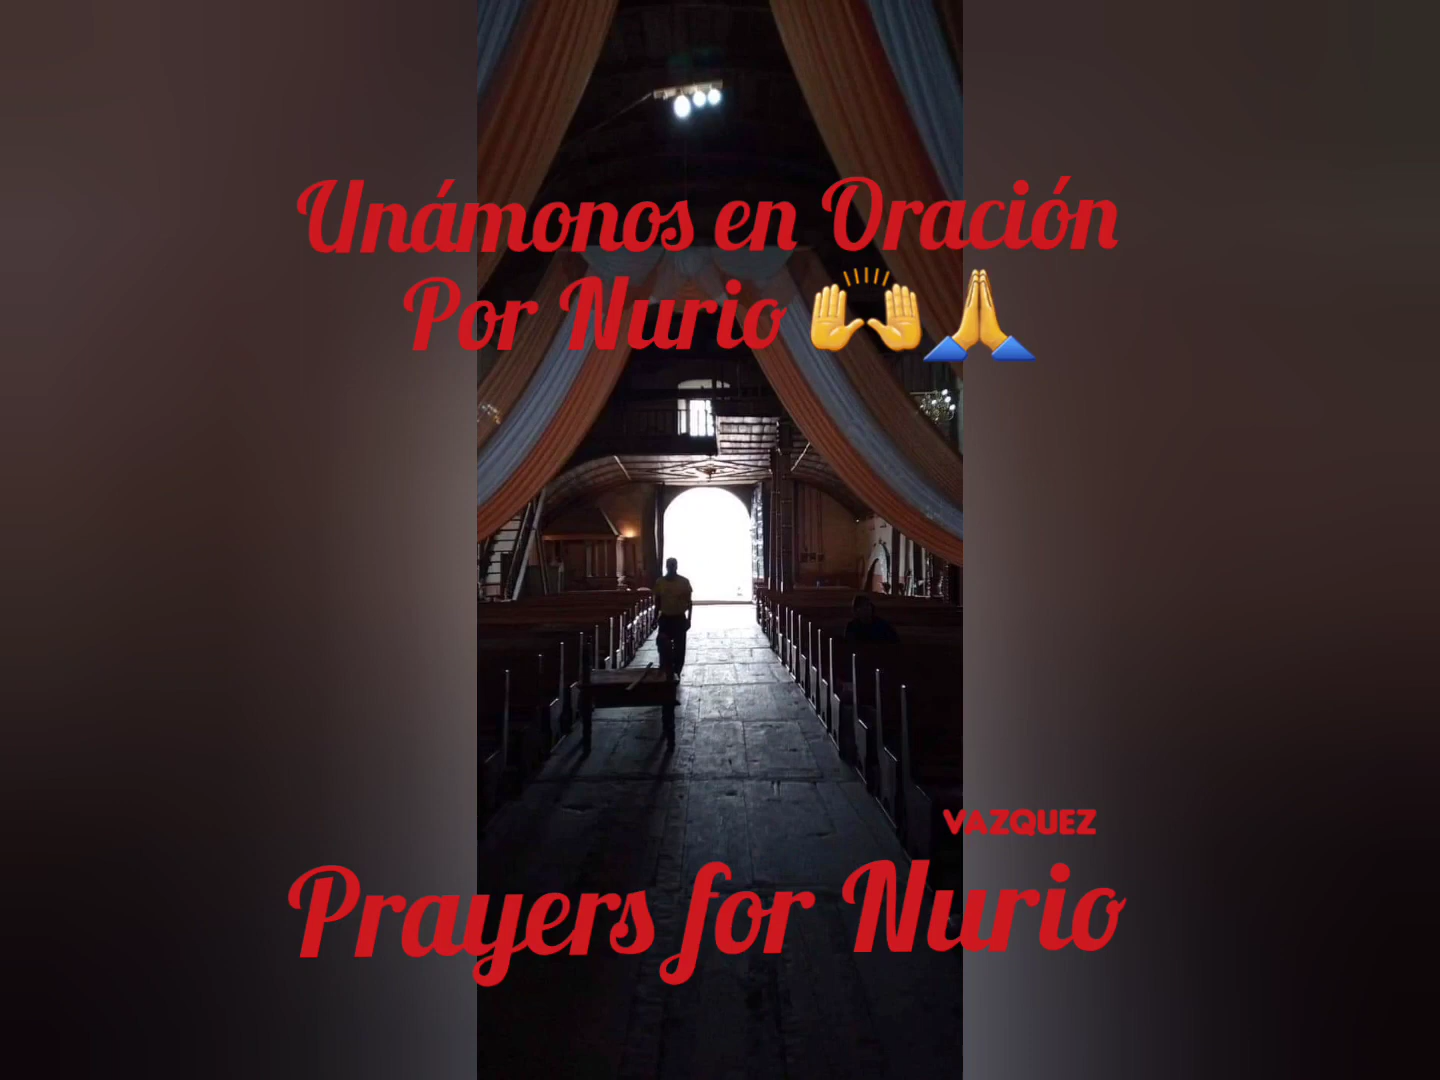 Unámonos en Oración
Por Nurio 🙌🙏
VAZQUEZ
Prayers for Nurio